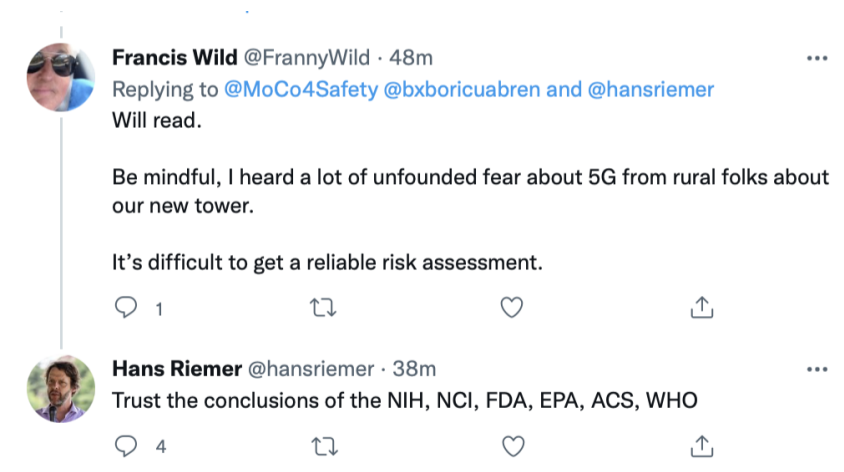 Francis Wild @FrannyWild · 48m
Replying to @MoCo4Safety @bxboricuabren and @hansriemer
Will read.
Be mindful, I heard a lot of unfounded fear about 5G from rural folks about
our new tower.
It’s difficult to get a reliable risk assessment.
1
Hans Riemer @hansriemer · 38m
Trust the conclusions of the NIH, NCI, FDA, EPA, ACS, WHO
4